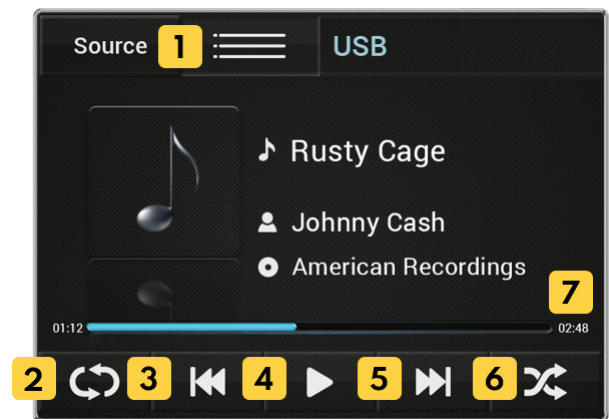 Source
1
USB
Rusty Cage
Johnny Cash
American Recordings
7
01:12
02:48
2
3
4
5
6